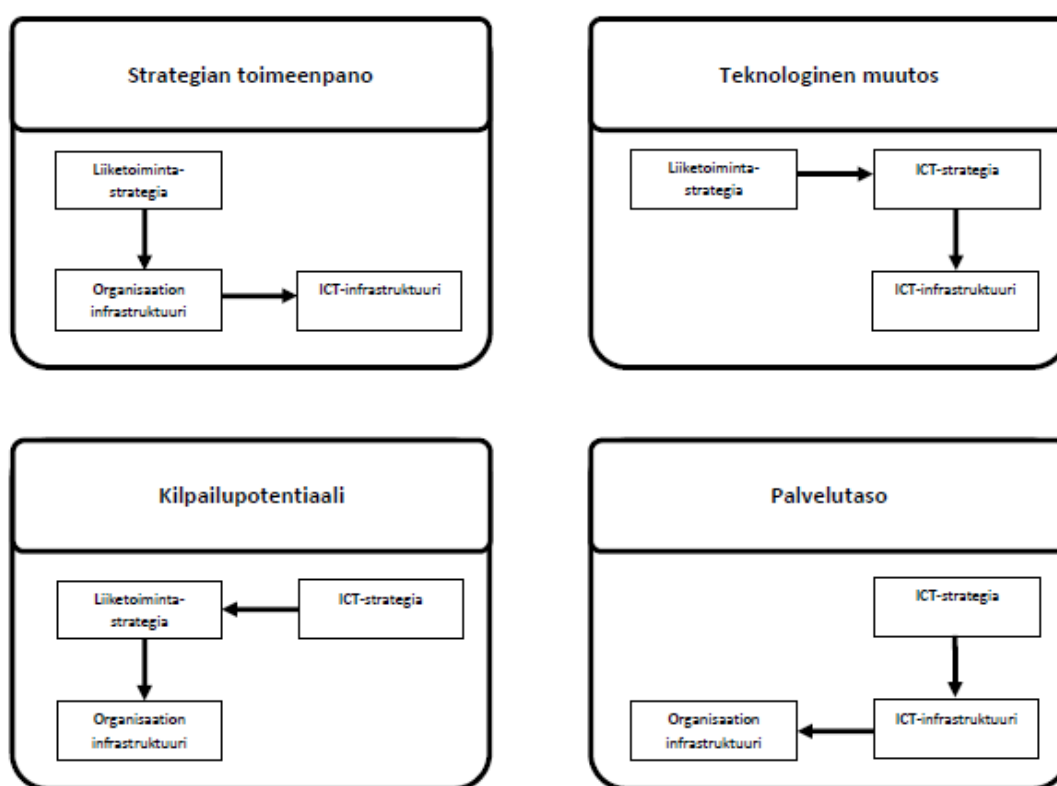 Strategian toimeenpano
Liiketoiminta-
strategia
Organisaation
infrastruktuuri
ICT-infrastruktuuri
Teknologinen muutos
Liiketoiminta-
strategia
ICT-strategia
ICT-infrastruktuuri
Kilpailupotentiaali
Liiketoiminta-
strategia
ICT-strategia
Organisaation
infrastruktuuri
Palvelutaso
ICT-strategia
Organisaation
infrastruktuuri
ICT-infrastruktuuri